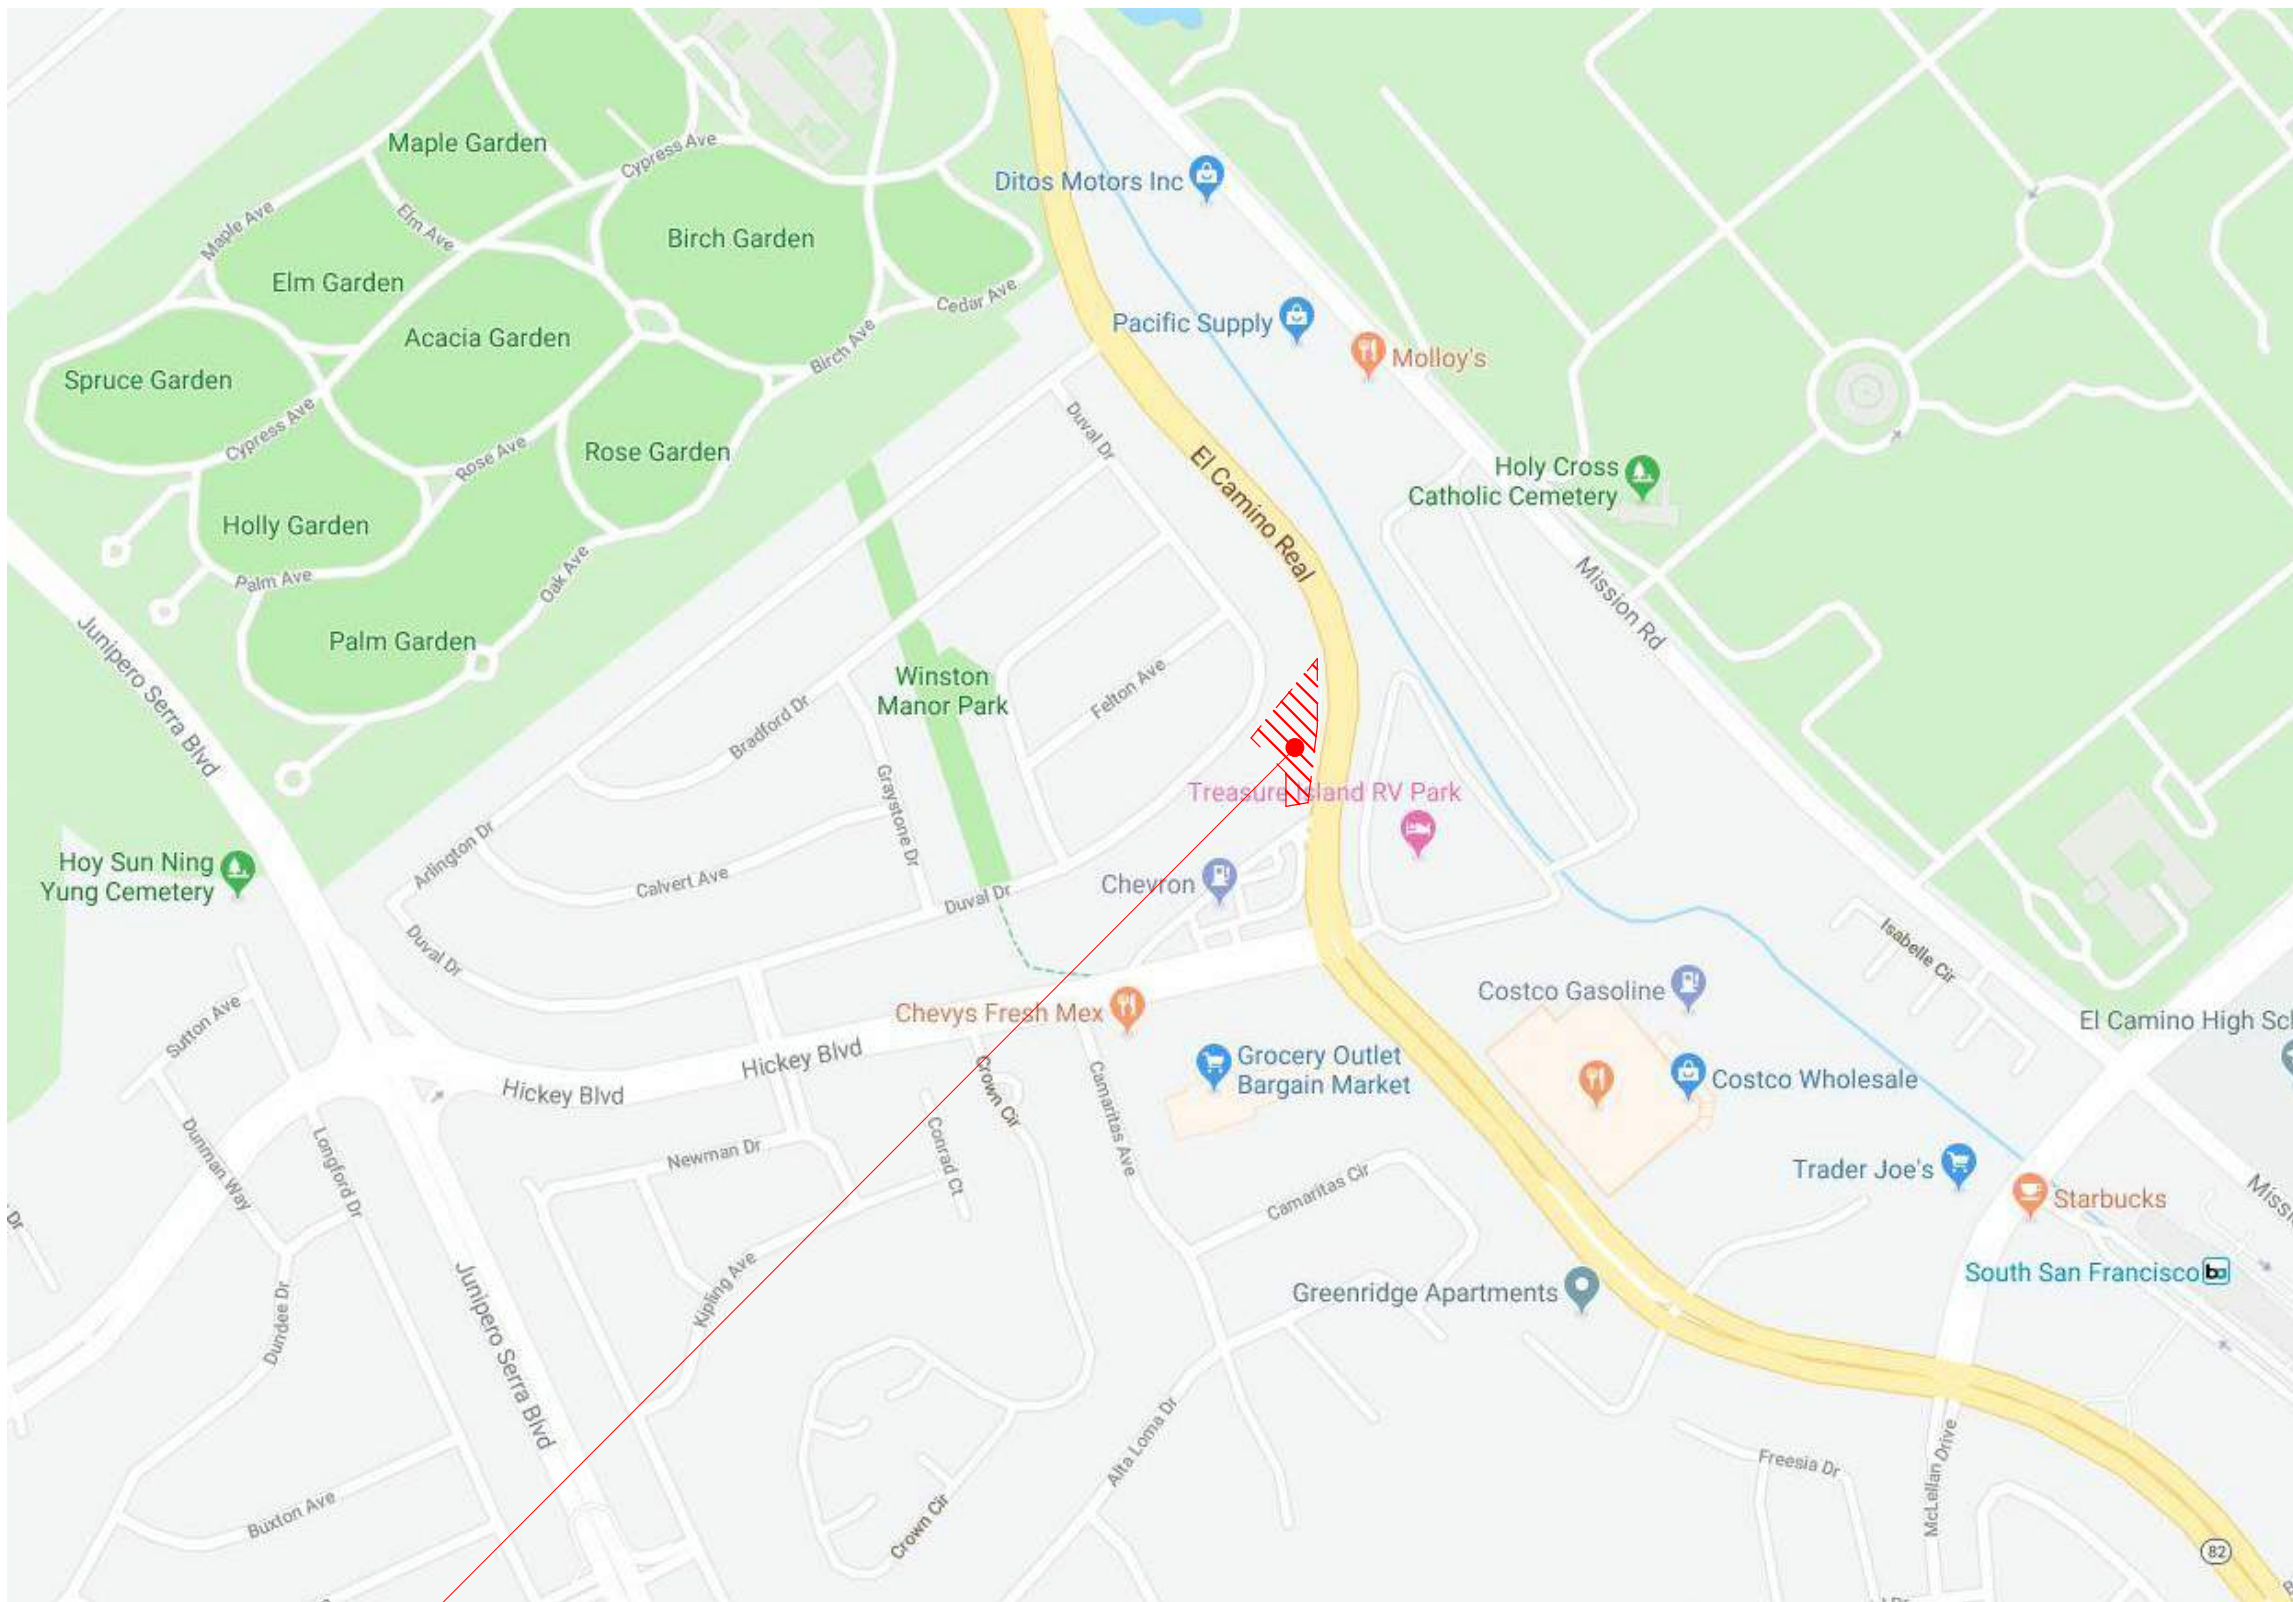 Maple Garden
Cypress Ave
Ditos Motors Inc
Maple Ave
Elm Ave
Birch Garden
Elm Garden
Cedar Ave
Acacia Garden
Pacific Supply
Birch Ave
Molloy's
Spruce Garden
Cypress Ave
Duval Dr
Rose Ave
Rose Garden
El Camino Real
Holy Cross
Catholic Cemetery
Holly Garden
Palm Ave
Oak Ave
Mission Rd
Junipero Serra Blvd
Palm Garden
Winston
Manor Park
Felton Ave
Bradford Dr
Graystone Dr
Treasure Island RV Park
Arlington Dr
Hoy Sun Ning
Yung Cemetery
Calvert Ave
Chevron
Duval Dr
Duval Dr
Isabelle Cir
Costco Gasoline
Chevys Fresh Mex
Sutton Ave
El Camino High Scl
Hickey Blvd
Hickey Blvd
Grocery Outlet
Bargain Market
Costco Wholesale
Crown Cir
Camaritas Ave
Conrad Ct
Dunman Way
Longford Dr
Newman Dr
Trader Joe's
Camaritas Cir
Starbucks
Missi
Dr
Kipling Ave
South San Francisco
ba
Greenridge Apartments
Dundee Dr
Junipero Serra Blvd
Alta Loma Dr
Freesia Dr
McLellan Drive
Buxton Ave
Crown Cir
82